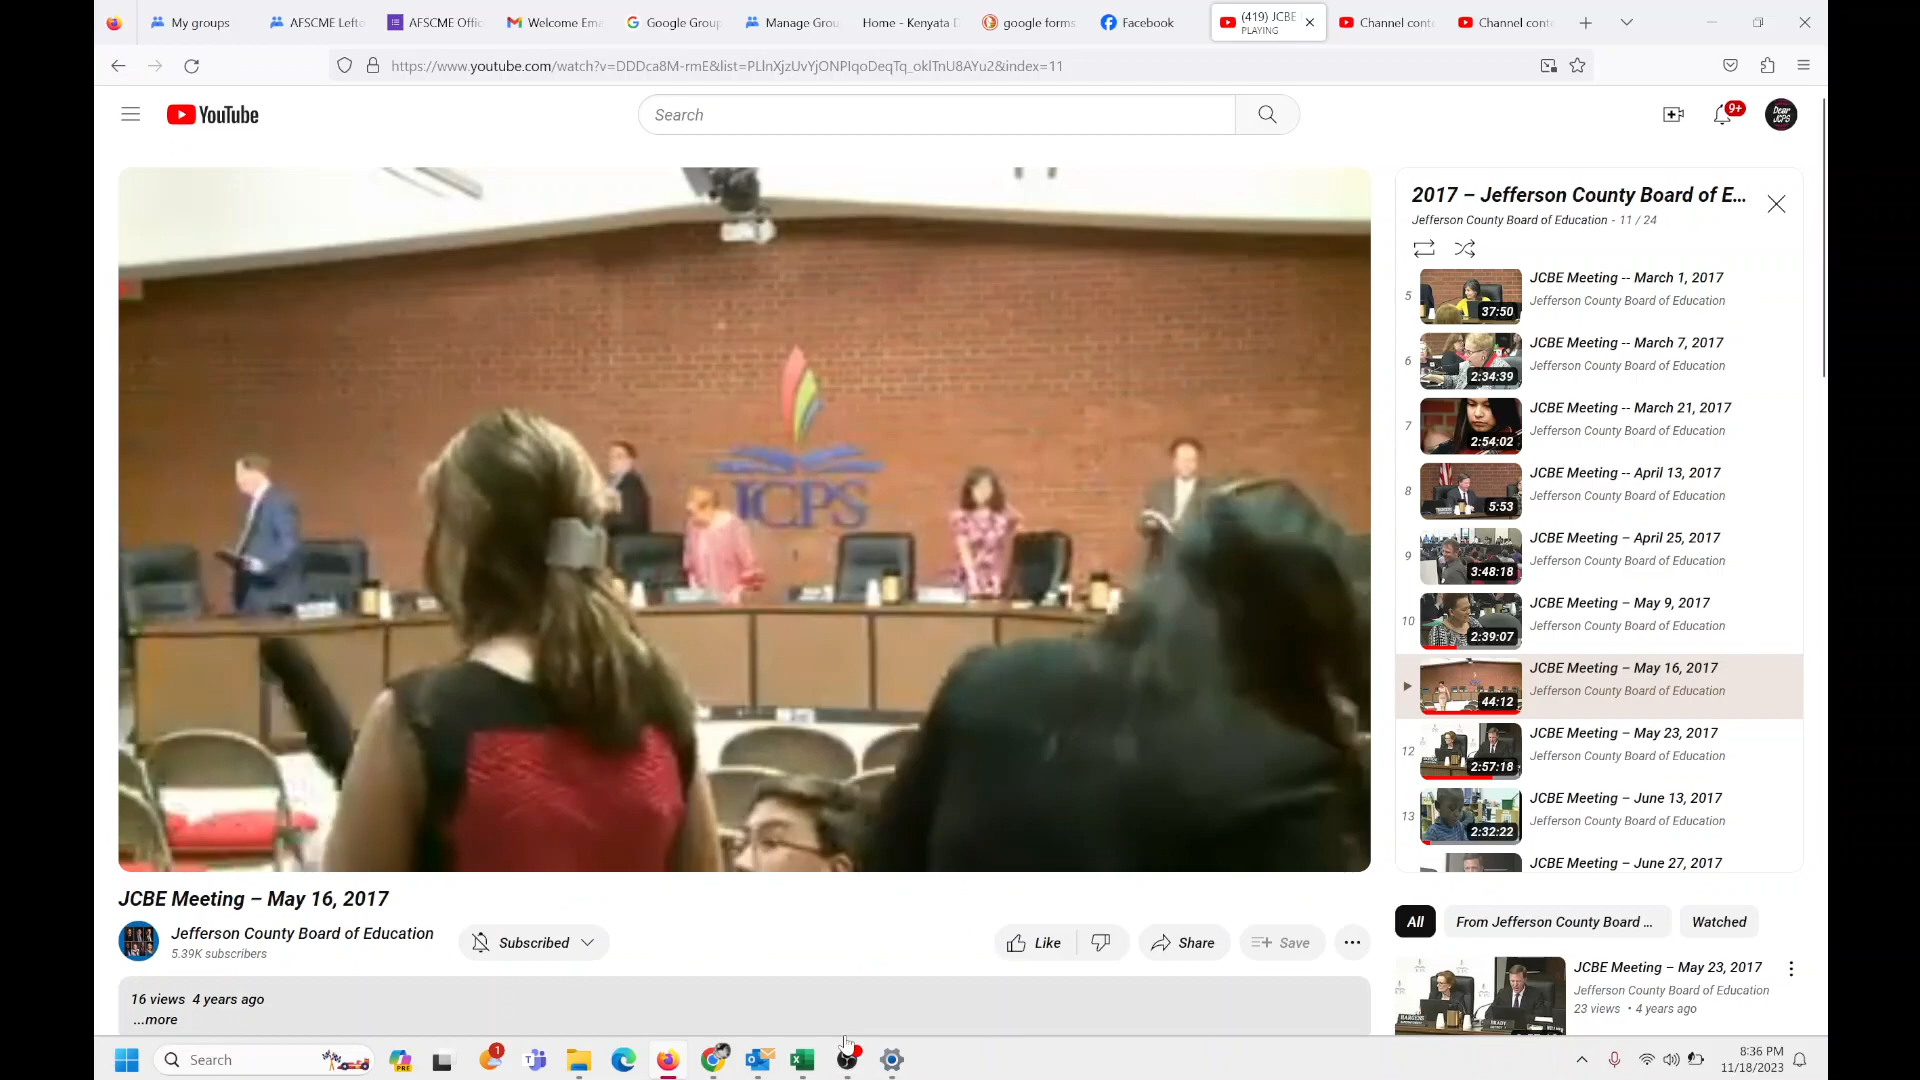 My groups
AFSCME Lefto
AFSCME Offi
Welcome Ema
Google Group
Manage Grou
Home - Kenyata D
google forms
Facebook
(419) JCBE
PLAYING
Channel cont
Channel cont
https://www.youtube.com/watch?v=DDDca8M-rmE&list=PLlnXjzUvYjONPIqoDeqTq_oklTnU8AYu2&index=11
YouTube
Search
9+
Dear
JCPS
JCPS
2017 – Jefferson County Board of E...
Jefferson County Board of Education - 11 / 24
5
37:50
JCBE Meeting -- March 1, 2017
Jefferson County Board of Education
6
2:34:39
JCBE Meeting -- March 7, 2017
Jefferson County Board of Education
7
2:54:02
JCBE Meeting -- March 21, 2017
Jefferson County Board of Education
8
5:53
JCBE Meeting -- April 13, 2017
Jefferson County Board of Education
9
3:48:18
JCBE Meeting – April 25, 2017
Jefferson County Board of Education
10
2:39:07
JCBE Meeting – May 9, 2017
Jefferson County Board of Education
44:12
JCBE Meeting – May 16, 2017
Jefferson County Board of Education
12
2:57:18
JCBE Meeting – May 23, 2017
Jefferson County Board of Education
13
2:32:22
JCBE Meeting – June 13, 2017
Jefferson County Board of Education
JCBE Meeting – June 27, 2017
JCBE Meeting – May 16, 2017
Jefferson County Board of Education
5.39K subscribers
Subscribed
Like
Share
Save
16 views 4 years ago
...more
All
From Jefferson County Board ...
Watched
HARGENS
BRADY
JCBE Meeting – May 23, 2017
Jefferson County Board of Education
23 views • 4 years ago
Search
PRE
1
8:36 PM
11/18/2023